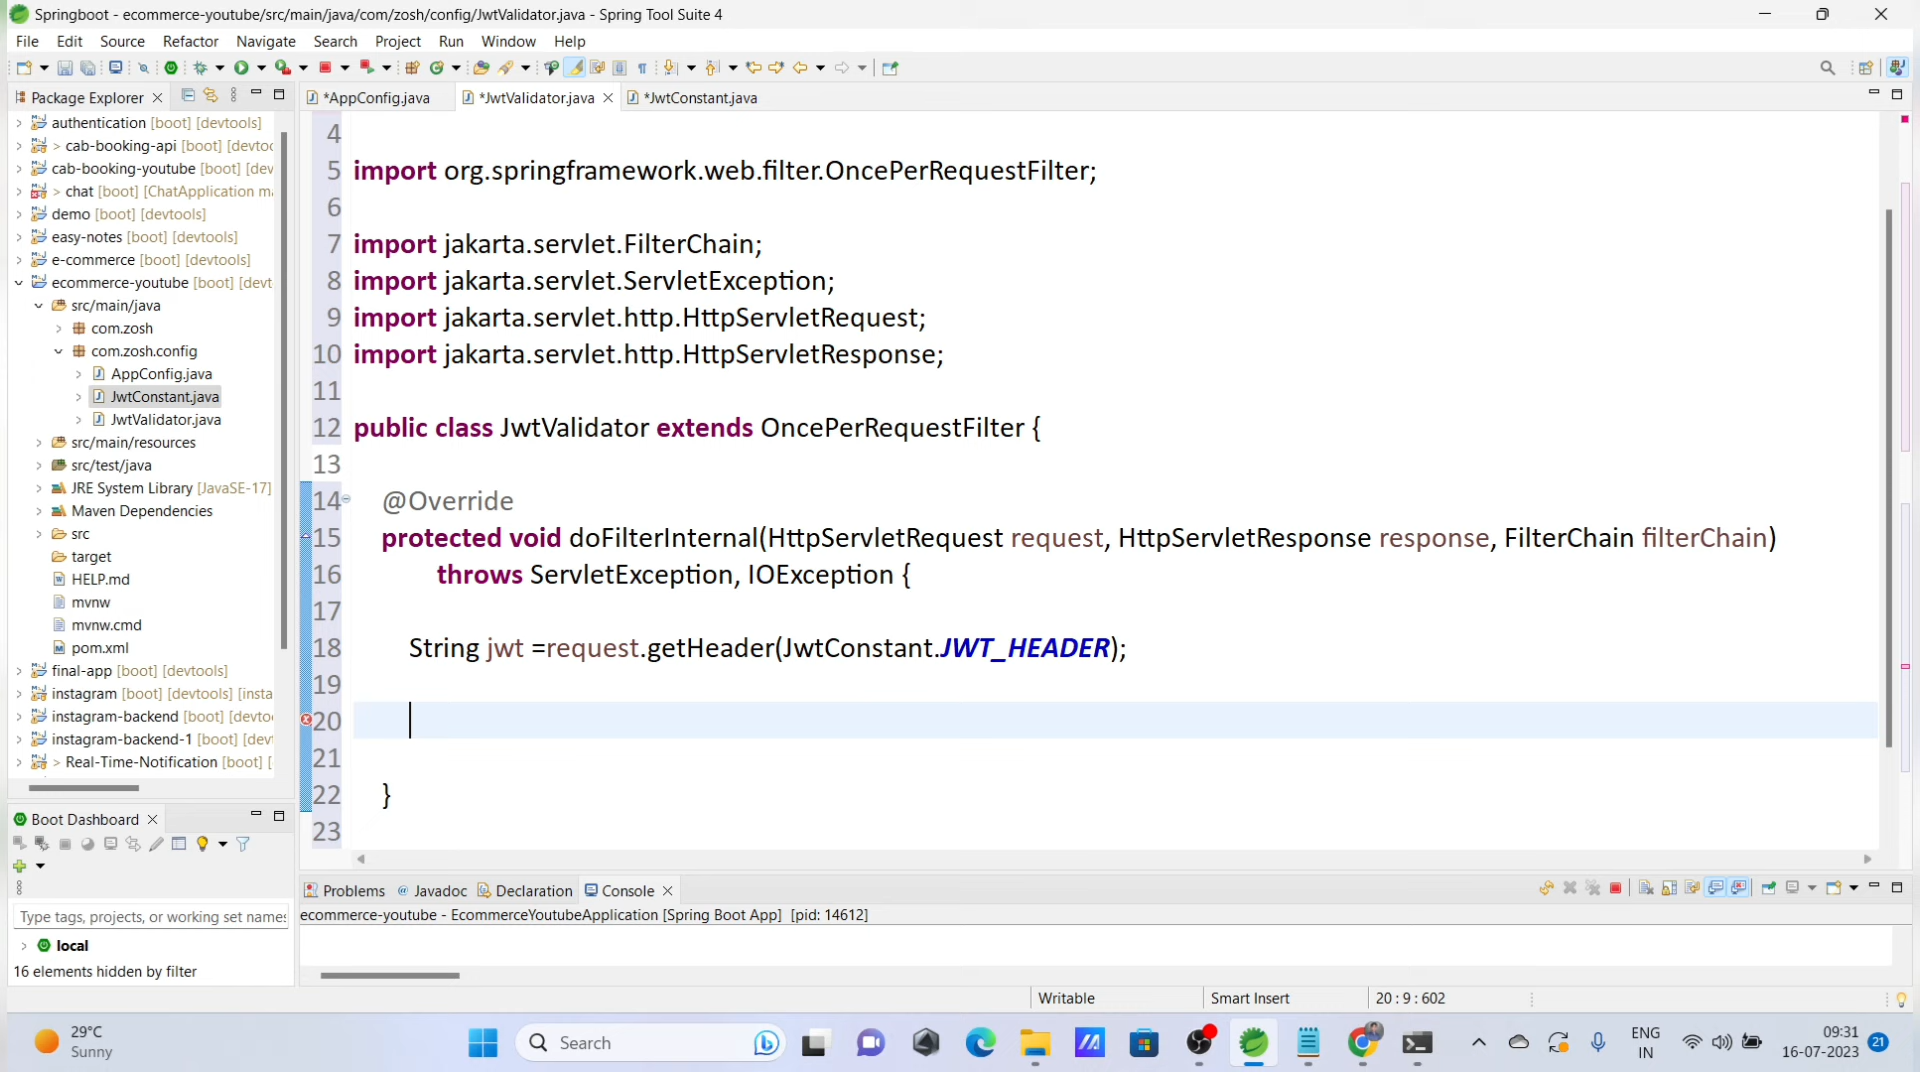 Springboot - ecommerce-youtube/src/main/java/com/zosh/config/JwtValidator.java - Spring Tool Suite 4
File Edit Source Refactor Navigate Search Project Run Window Help
Package Explorer
*AppConfig.java *JwtValidator.java *JwtConstant.java
authentication [boot] [devtools]
> cab-booking-api [boot] [devtoo
cab-booking-youtube [boot] [dev
> chat [boot] [ChatApplication ma
demo [boot] [devtools]
easy-notes [boot] [devtools]
e-commerce [boot] [devtools]
ecommerce-youtube [boot] [devt
src/main/java
com.zosh
com.zosh.config
AppConfig.java
JwtConstant.java
JwtValidator.java
src/main/resources
src/test/java
JRE System Library [JavaSE-17]
Maven Dependencies
src
target
HELP.md
mvnw
mvnw.cmd
pom.xml
final-app [boot] [devtools]
instagram [boot] [devtools] [insta
instagram-backend [boot] [devto
instagram-backend-1 [boot] [dev
> Real-Time-Notification [boot] [
4
5 import org.springframework.web.filter.OncePerRequestFilter;
6
7 import jakarta.servlet.FilterChain;
8 import jakarta.servlet.ServletException;
9 import jakarta.servlet.http.HttpServletRequest;
10 import jakarta.servlet.http.HttpServletResponse;
11
12 public class JwtValidator extends OncePerRequestFilter {
13
14 @Override
15 protected void doFilterInternal(HttpServletRequest request, HttpServletResponse response, FilterChain filterChain)
16 throws ServletException, IOException {
17
18 String jwt =request.getHeader(JwtConstant.JWT_HEADER);
19
20
21
22 }
23
Boot Dashboard
Type tags, projects, or working set names
local
16 elements hidden by filter
Problems Javadoc Declaration Console
ecommerce-youtube - EcommerceYoutubeApplication [Spring Boot App] [pid: 14612]
Writable Smart Insert 20 : 9 : 602
29°C
Sunny
Search
ENG
IN
09:31
16-07-2023
21